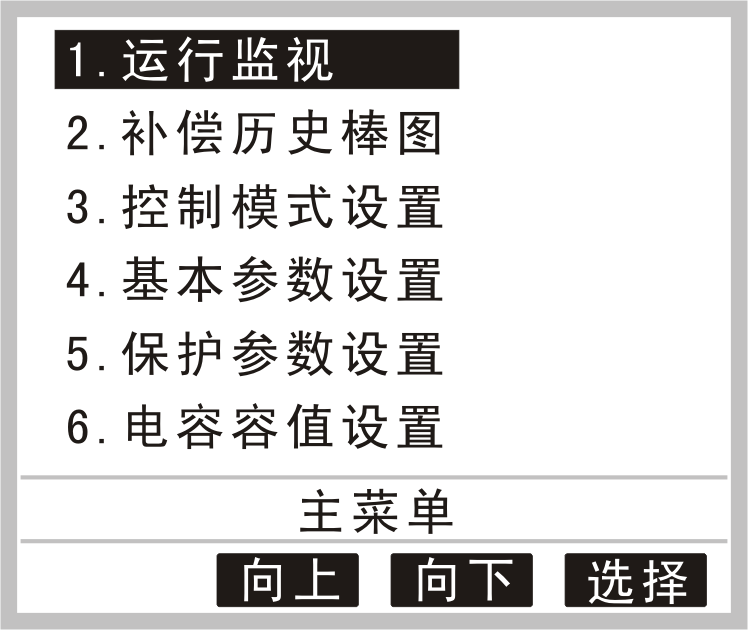 1.运行监视
2.补偿历史棒图
3.控制模式设置
4.基本参数设置
5.保护参数设置
6.电容容值设置
主菜单
向上 向下 选择